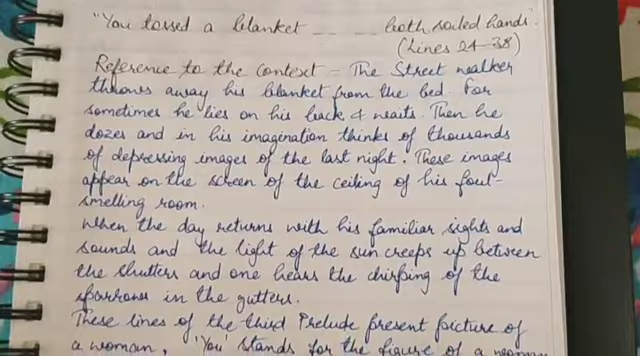 "You tossed a blanket _ _ _ both soiled hands".
(Lines 24-38)
Reference to the context - The Street walker
throws away his blanket from the bed. For
sometimes he lies on his back & waits. Then he
dozes and in his imagination thinks of thousands
of depressing images of the last night. These images
appear on the screen of the ceiling of his foul-
smelling room.
When the day returns with his familiar sights and
sounds and the light of the sun creeps up between
the shutters and one hears the chirping of the
sparrows in the gutters.
These lines of the third Prelude present picture of
a woman, 'You' stands for the figure of a woman